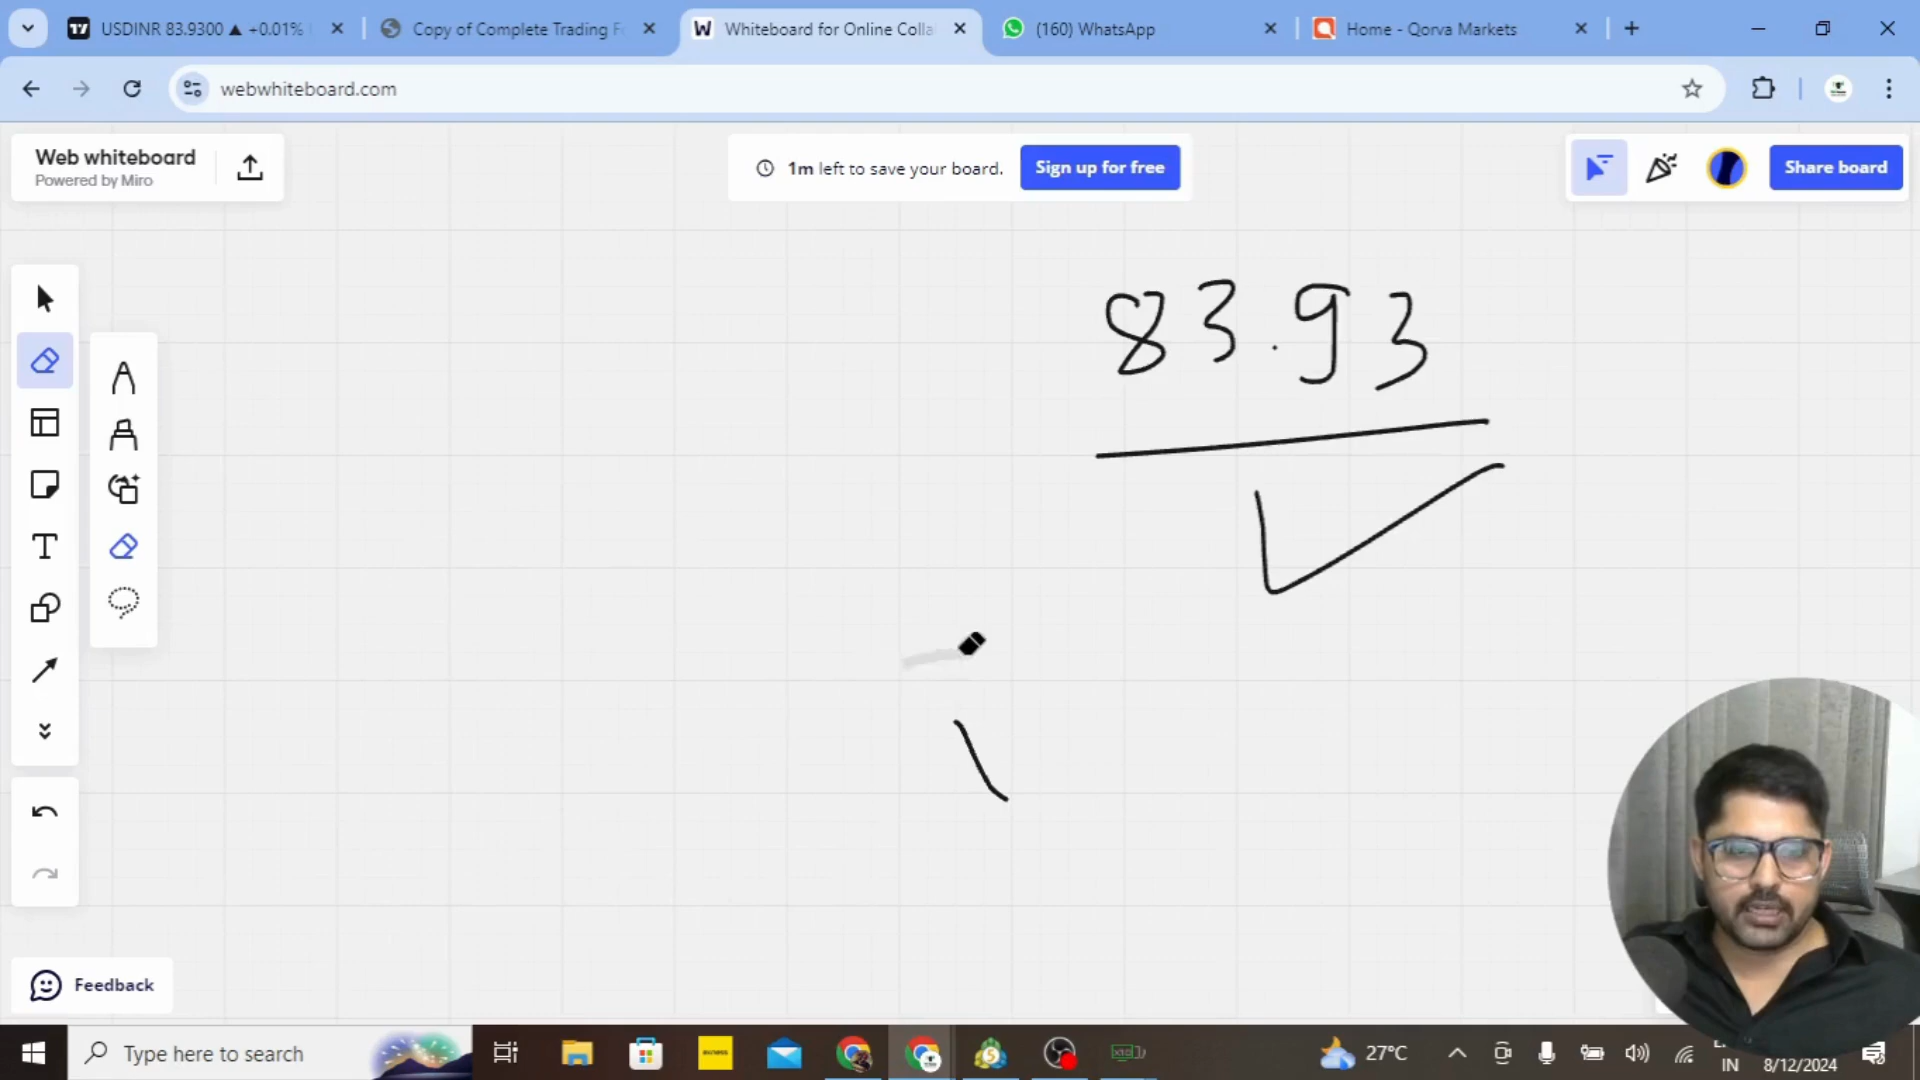 USDINR 83.9300 ▲ +0.01%
Copy of Complete Trading F
Whiteboard for Online Colla
(160) WhatsApp
Home - Qorva Markets
webwhiteboard.com
Web whiteboard
Powered by Miro
1m left to save your board.
Sign up for free
Share board
83.93
Feedback
Type here to search
27°C
IN
8/12/2024